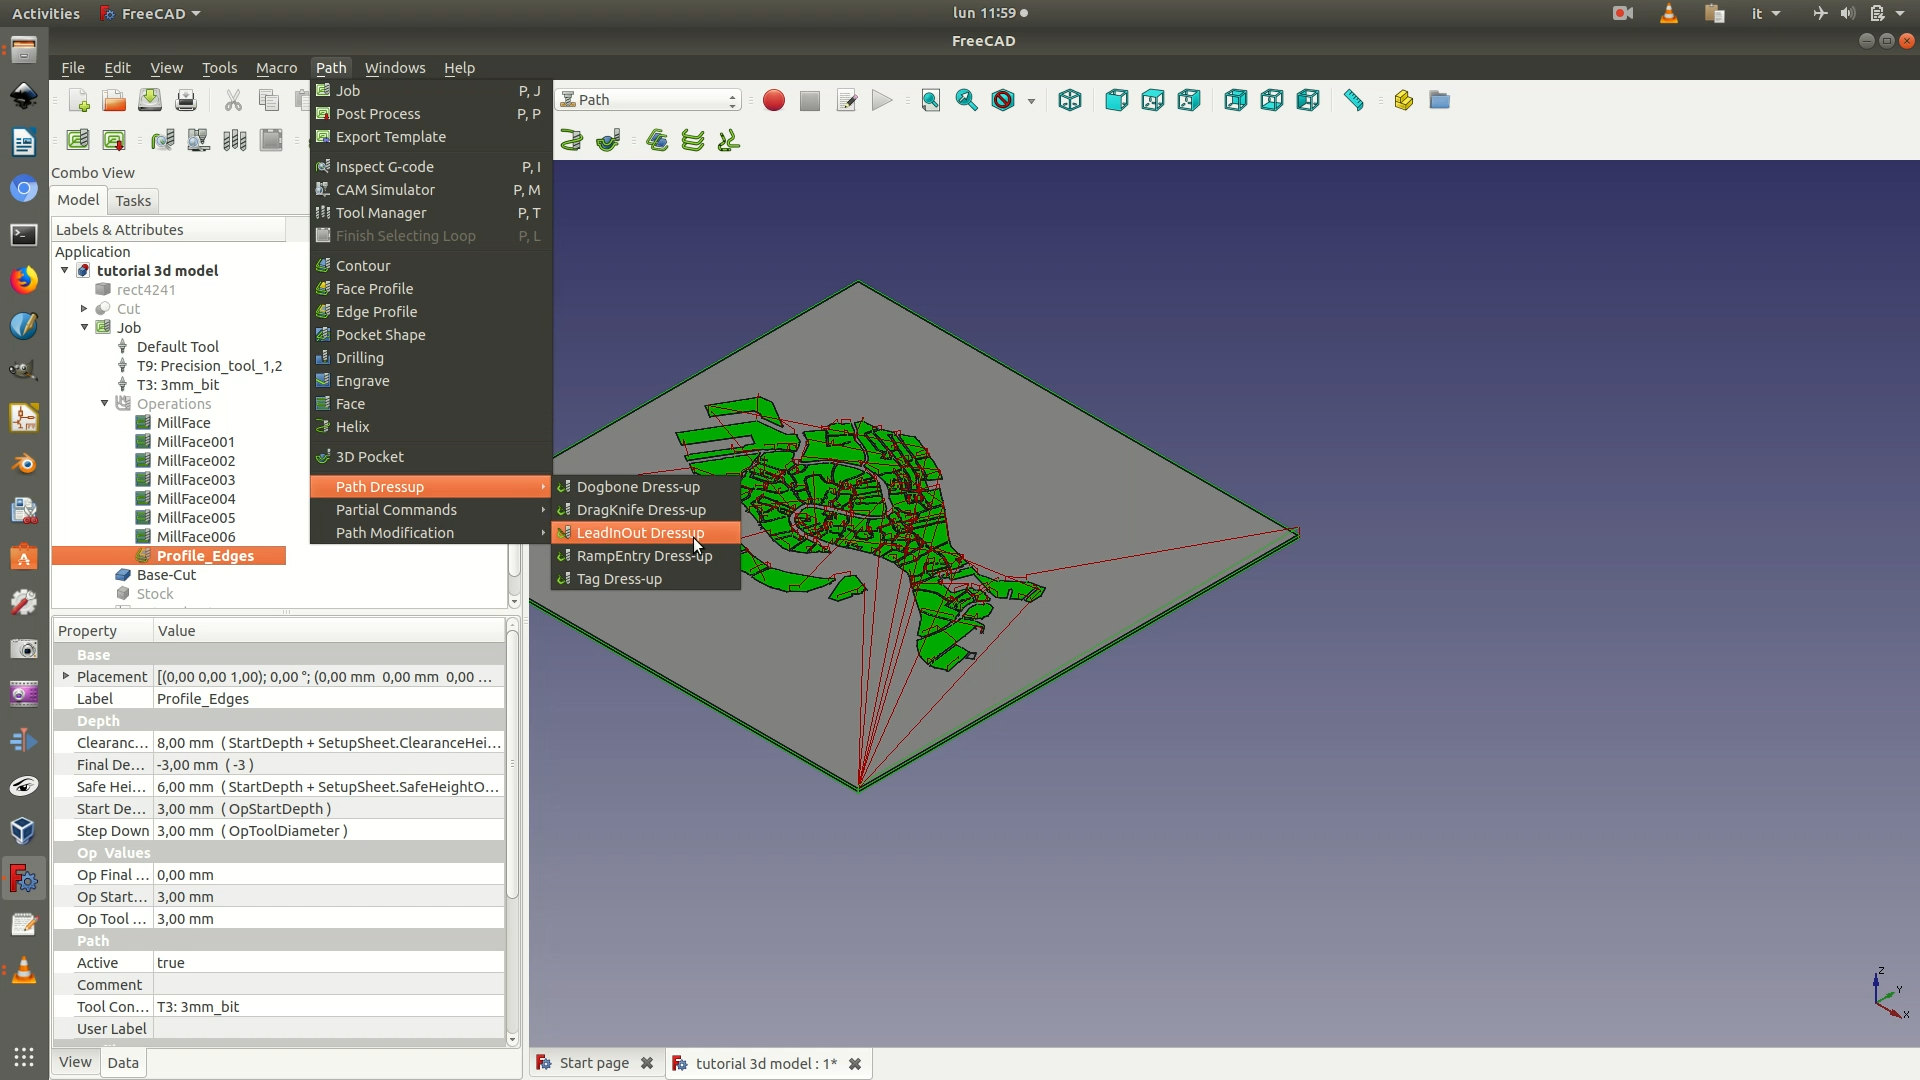 Activities
FreeCAD
lun 11:59
it
FreeCAD
File Edit View Tools Macro Path Windows Help
Path
Job P, J
Post Process P, P
Export Template
Inspect G-code P, I
CAM Simulator P, M
Tool Manager P, T
Finish Selecting Loop P, L
Contour
Face Profile
Edge Profile
Pocket Shape
Drilling
Engrave
Face
Helix
3D Pocket
Path Dressup
Partial Commands
Path Modification
Dogbone Dress-up
DragKnife Dress-up
LeadInOut Dressup
RampEntry Dress-up
Tag Dress-up
Combo View
Model Tasks
Labels & Attributes
Application
tutorial 3d model
rect4241
Cut
Job
Default Tool
T9: Precision_tool_1,2
T3: 3mm_bit
Operations
MillFace
MillFace001
MillFace002
MillFace003
MillFace004
MillFace005
MillFace006
Profile_Edges
Base-Cut
Stock
Property Value
Base
Placement [(0,00 0,00 1,00); 0,00 °; (0,00 mm 0,00 mm 0,00 ...
Label Profile_Edges
Depth
Clearanc... 8,00 mm ( StartDepth + SetupSheet.ClearanceHei...
Final De... -3,00 mm ( -3 )
Safe Hei... 6,00 mm ( StartDepth + SetupSheet.SafeHeightO...
Start De... 3,00 mm ( OpStartDepth )
Step Down 3,00 mm ( OpToolDiameter )
Op Values
Op Final ... 0,00 mm
Op Start... 3,00 mm
Op Tool ... 3,00 mm
Path
Active true
Comment
Tool Con... T3: 3mm_bit
User Label
View Data
Start page
tutorial 3d model : 1*
Z
Y
X